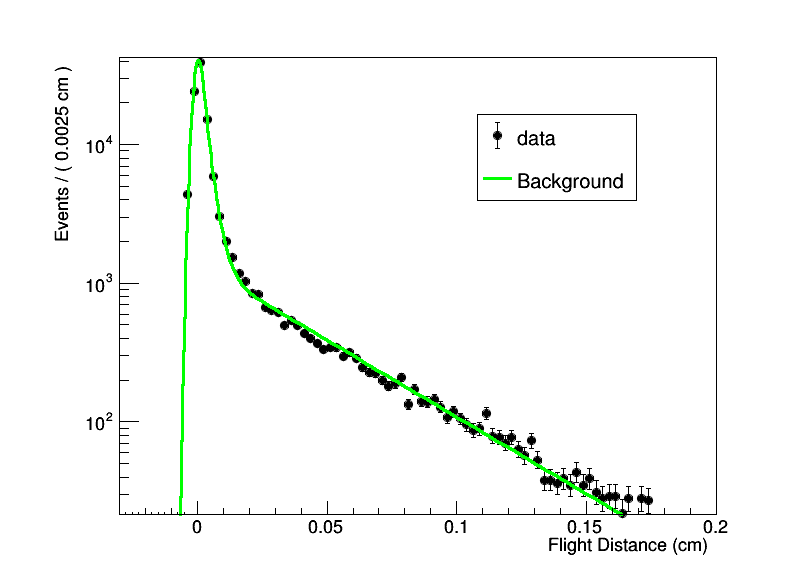 Events / ( 0.0025 cm )
10^4
10^3
10^2
data
Background
0
0.05
0.1
0.15
0.2
Flight Distance (cm)